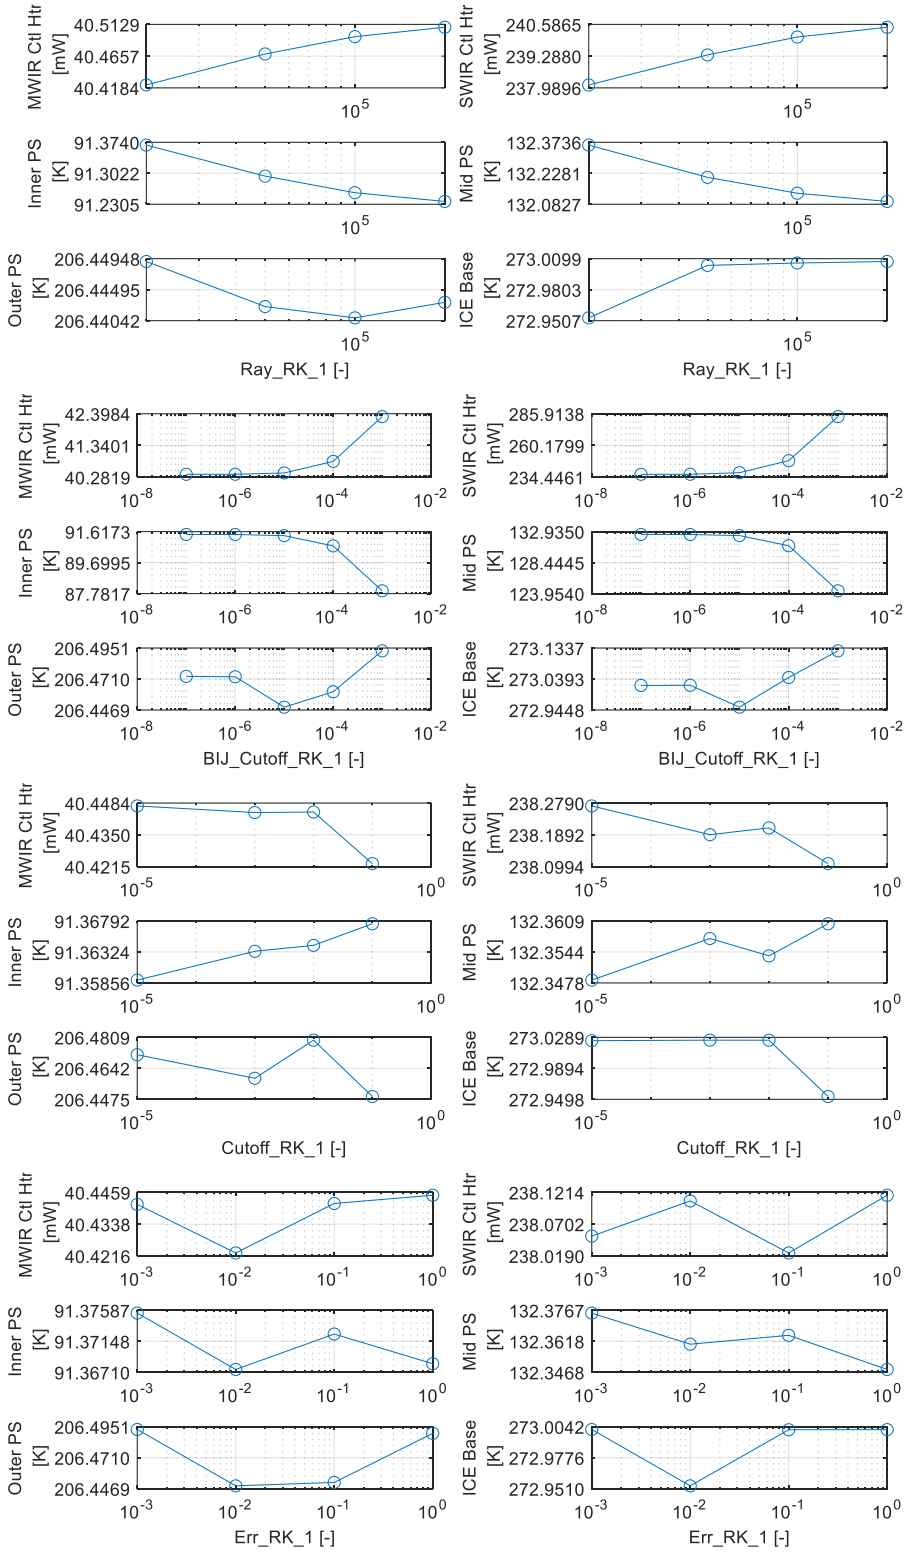 MWIR Ctl Htr
[mW]
40.5129
40.4657
40.4184
10^5
SWIR Ctl Htr
[mW]
240.5865
239.2880
237.9896
10^5
Inner PS
[K]
91.3740
91.3022
91.2305
10^5
Mid PS
[K]
132.3736
132.2281
132.0827
10^5
Outer PS
[K]
206.44948
206.44495
206.44042
10^5
Ray_RK_1 [-]
ICE Base
[K]
273.0099
272.9803
272.9507
10^5
Ray_RK_1 [-]
MWIR Ctl Htr
[mW]
42.3984
41.3401
40.2819
10^-8 10^-6 10^-4 10^-2
SWIR Ctl Htr
[mW]
285.9138
260.1799
234.4461
10^-8 10^-6 10^-4 10^-2
Inner PS
[K]
91.6173
89.6995
87.7817
10^-8 10^-6 10^-4 10^-2
Mid PS
[K]
132.9350
128.4445
123.9540
10^-8 10^-6 10^-4 10^-2
Outer PS
[K]
206.4951
206.4710
206.4469
10^-8 10^-6 10^-4 10^-2
BIJ_Cutoff_RK_1 [-]
ICE Base
[K]
273.1337
273.0393
272.9448
10^-8 10^-6 10^-4 10^-2
BIJ_Cutoff_RK_1 [-]
MWIR Ctl Htr
[mW]
40.4484
40.4350
40.4215
10^-5 10^0
SWIR Ctl Htr
[mW]
238.2790
238.1892
238.0994
10^-5 10^0
Inner PS
[K]
91.36792
91.36324
91.35856
10^-5 10^0
Mid PS
[K]
132.3609
132.3544
132.3478
10^-5 10^0
Outer PS
[K]
206.4809
206.4642
206.4475
10^-5 10^0
Cutoff_RK_1 [-]
ICE Base
[K]
273.0289
272.9894
272.9498
10^-5 10^0
Cutoff_RK_1 [-]
MWIR Ctl Htr
[mW]
40.4459
40.4338
40.4216
10^-3 10^-2 10^-1 10^0
SWIR Ctl Htr
[mW]
238.1214
238.0702
238.0190
10^-3 10^-2 10^-1 10^0
Inner PS
[K]
91.37587
91.37148
91.36710
10^-3 10^-2 10^-1 10^0
Mid PS
[K]
132.3767
132.3618
132.3468
10^-3 10^-2 10^-1 10^0
Outer PS
[K]
206.4951
206.4710
206.4469
10^-3 10^-2 10^-1 10^0
Err_RK_1 [-]
ICE Base
[K]
273.0042
272.9776
272.9510
10^-3 10^-2 10^-1 10^0
Err_RK_1 [-]